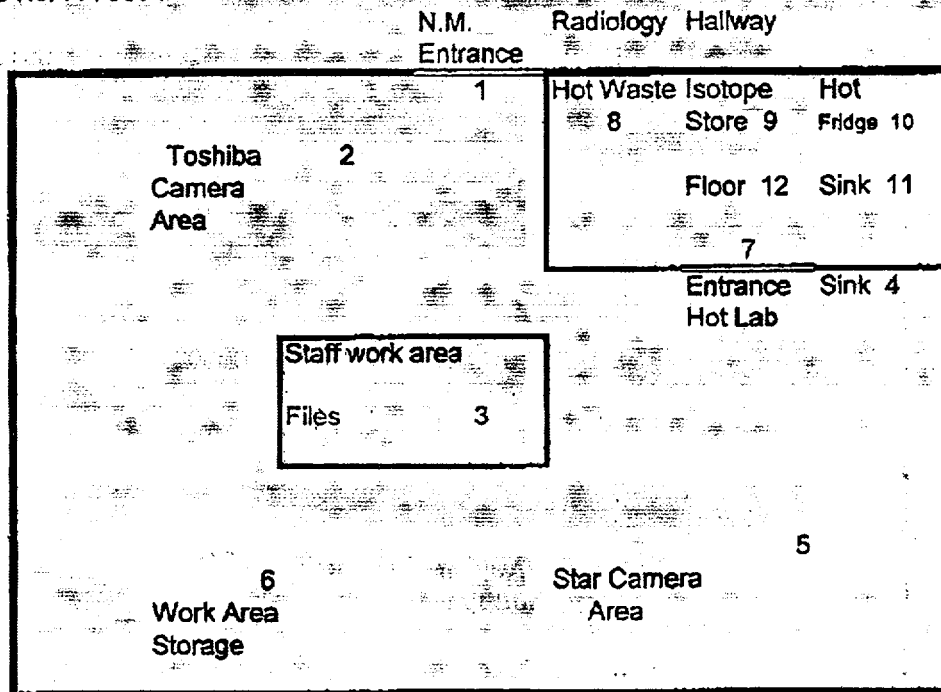 N.M. Radiology Hallway
Entrance
1 Hot Waste Isotope Hot
8 Store 9 Fridge 10
Toshiba 2
Camera Floor 12 Sink 11
Area
7
Entrance Sink 4
Hot Lab
Staff work area
Files 3
5
6 Star Camera
Work Area Area
Storage